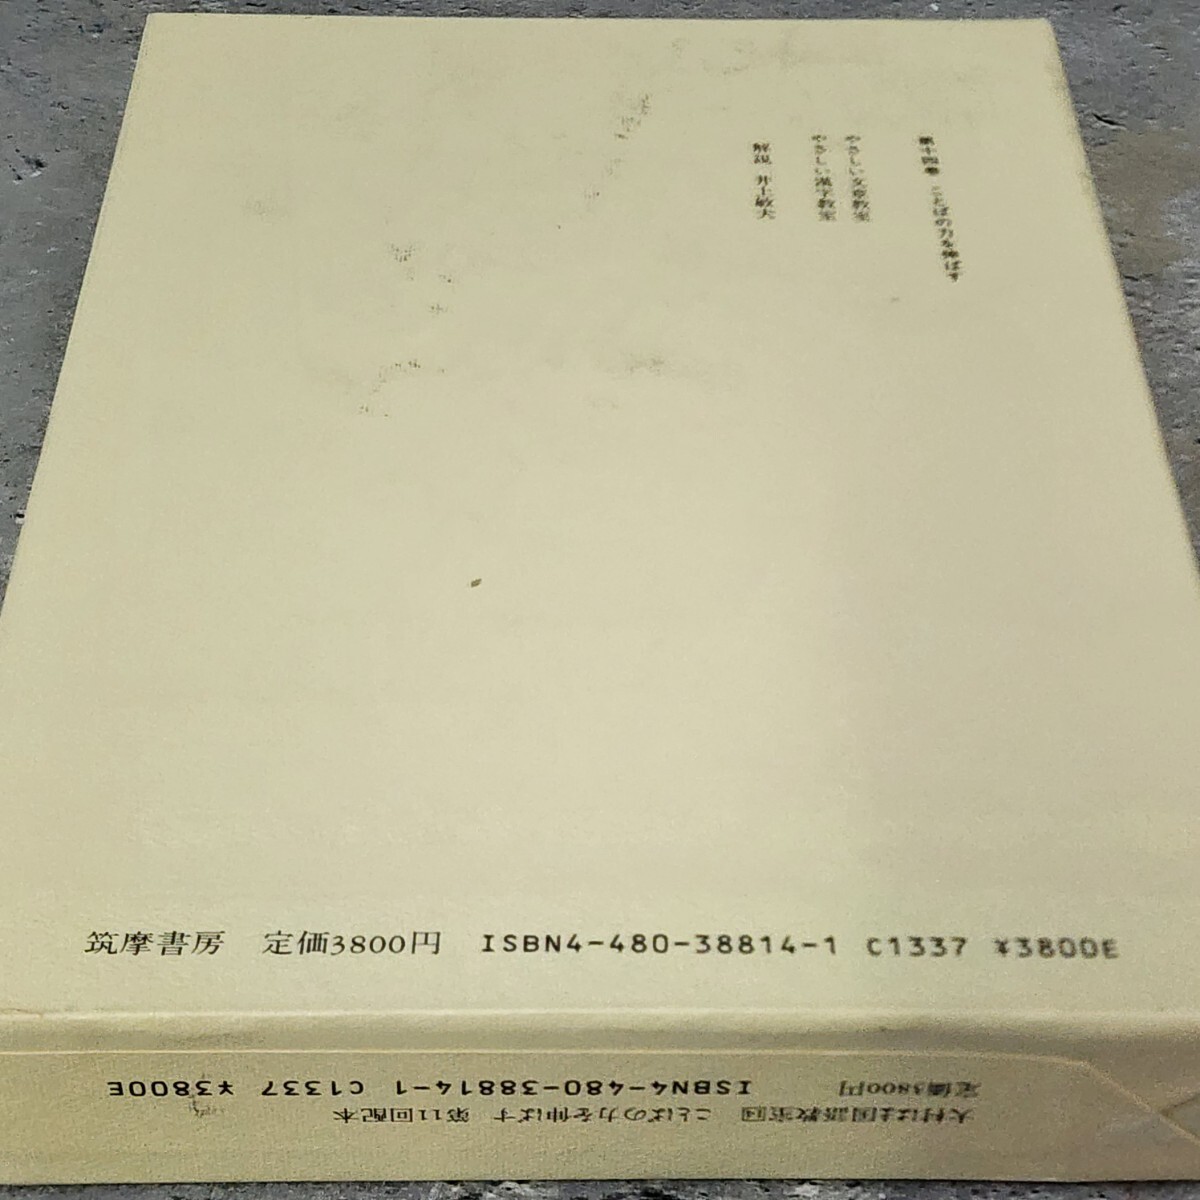 第十四巻 ことばの力を伸ばす
やさしい文章教室
やさしい漢字教室
解説 井上敏夫
筑摩書房 定価3800円 ISBN4-480-38814-1 C1337 ¥3800E
大村はま国語教室14 ことばの力を伸ばす 第11回配本
定価3800円 ISBN4-480-38814-1 C1337 ¥3800E